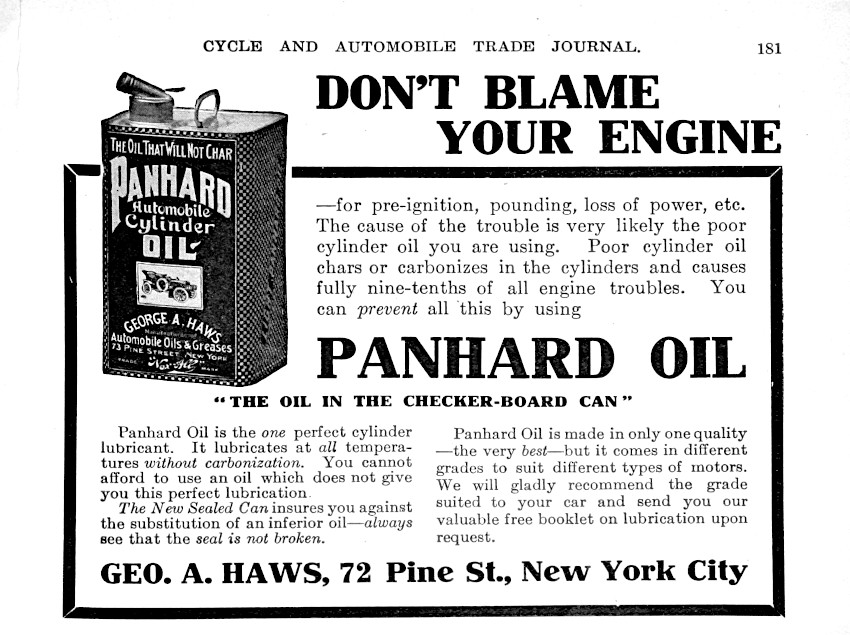 CYCLE AND AUTOMOBILE TRADE JOURNAL. 181
DON'T BLAME
YOUR ENGINE
THE OIL THAT WILL NOT CHAR
PANHARD
Automobile
Cylinder
OIL
GEORGE A. HAWS
Automobile Oils & Greases
73 PINE STREET NEW YORK
TRADE MARK
—for pre-ignition, pounding, loss of power, etc.
The cause of the trouble is very likely the poor
cylinder oil you are using. Poor cylinder oil
chars or carbonizes in the cylinders and causes
fully nine-tenths of all engine troubles. You
can prevent all this by using
PANHARD OIL
"THE OIL IN THE CHECKER-BOARD CAN"
Panhard Oil is the one perfect cylinder
lubricant. It lubricates at all tempera-
tures without carbonization. You cannot
afford to use an oil which does not give
you this perfect lubrication.
The New Sealed Can insures you against
the substitution of an inferior oil—always
see that the seal is not broken.
Panhard Oil is made in only one quality
—the very best—but it comes in different
grades to suit different types of motors.
We will gladly recommend the grade
suited to your car and send you our
valuable free booklet on lubrication upon
request.
GEO. A. HAWS, 72 Pine St., New York City